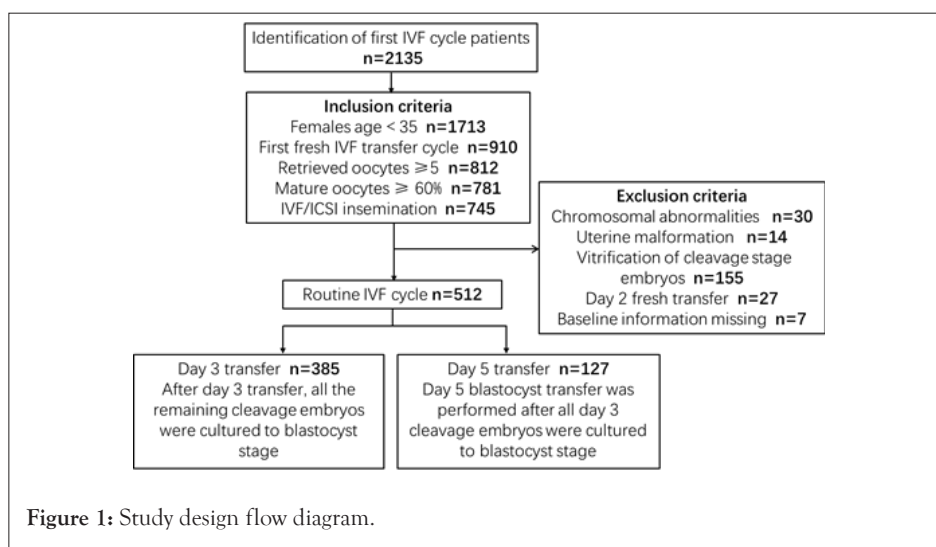 Identification of first IVF cycle patients
n=2135
Inclusion criteria
Females age < 35 n=1713
First fresh IVF transfer cycle n=910
Retrieved oocytes ≥5 n=812
Mature oocytes ≥ 60% n=781
IVF/ICSI insemination n=745
Exclusion criteria
Chromosomal abnormalities n=30
Uterine malformation n=14
Vitrification of cleavage stage
embryos n=155
Day 2 fresh transfer n=27
Baseline information missing n=7
Routine IVF cycle n=512
Day 3 transfer n=385
After day 3 transfer, all the
remaining cleavage embryos
were cultured to blastocyst
stage
Day 5 transfer n=127
Day 5 blastocyst transfer was
performed after all day 3
cleavage embryos were cultured
to blastocyst stage
Figure 1: Study design flow diagram.